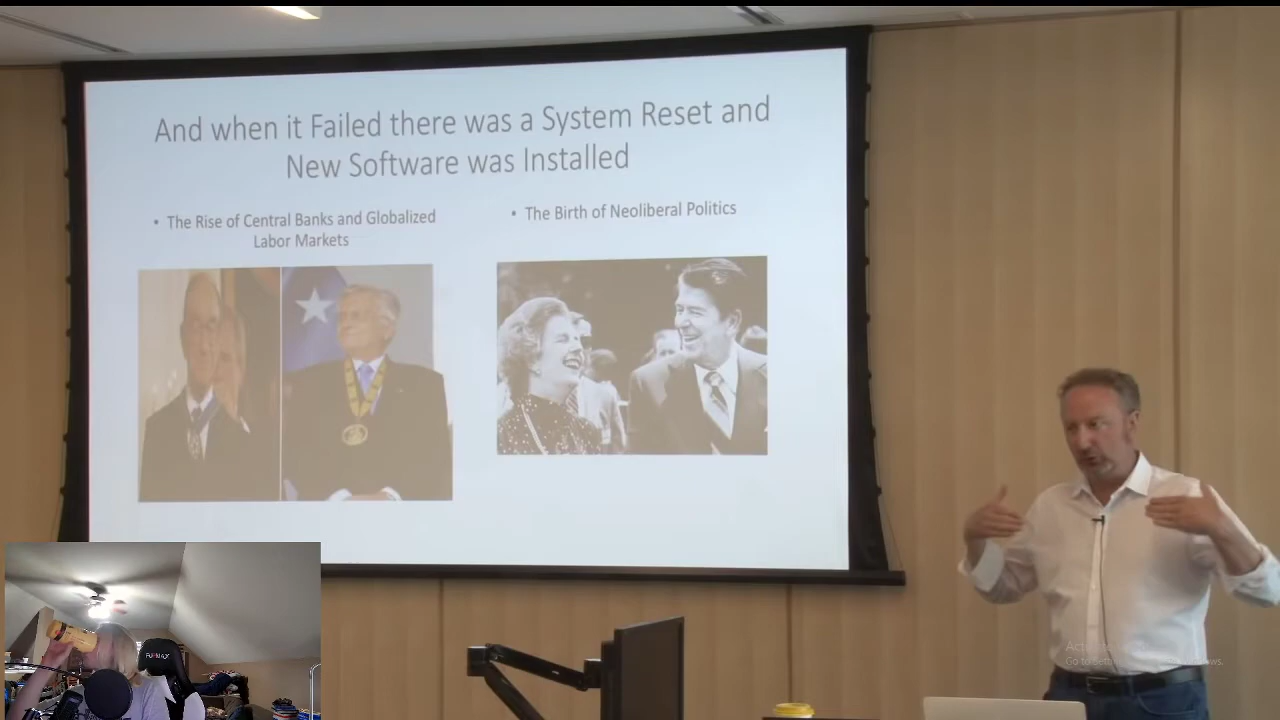 And when it Failed there was a System Reset and
New Software was Installed
• The Rise of Central Banks and Globalized
Labor Markets
• The Birth of Neoliberal Politics